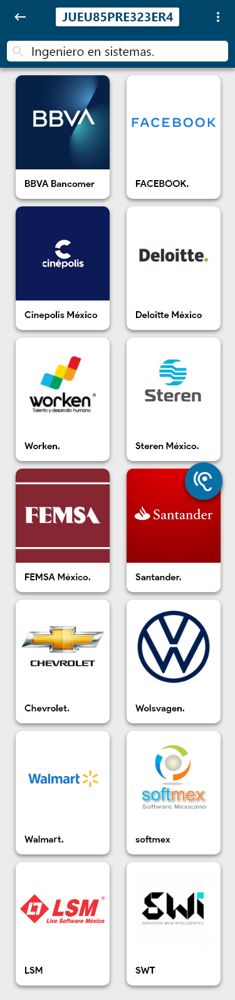 JUEU85PRE323ER4
Ingeniero en sistemas.
BBVA
FACEBOOK
BBVA Bancomer
FACEBOOK.
cinépolis
Deloitte.
Cinepolis México
Deloitte México
worken®
Talento y desarrollo humano
Steren
Worken.
Steren México.
FEMSA
Santander
FEMSA México.
Santander.
CHEVROLET
Chevrolet.
Wolsvagen.
Walmart
softmex
Software Mexicano
Walmart.
softmex
LSM®
Live Software México
SWi
SERVICIOS WEB INTELIGENTES
LSM
SWT